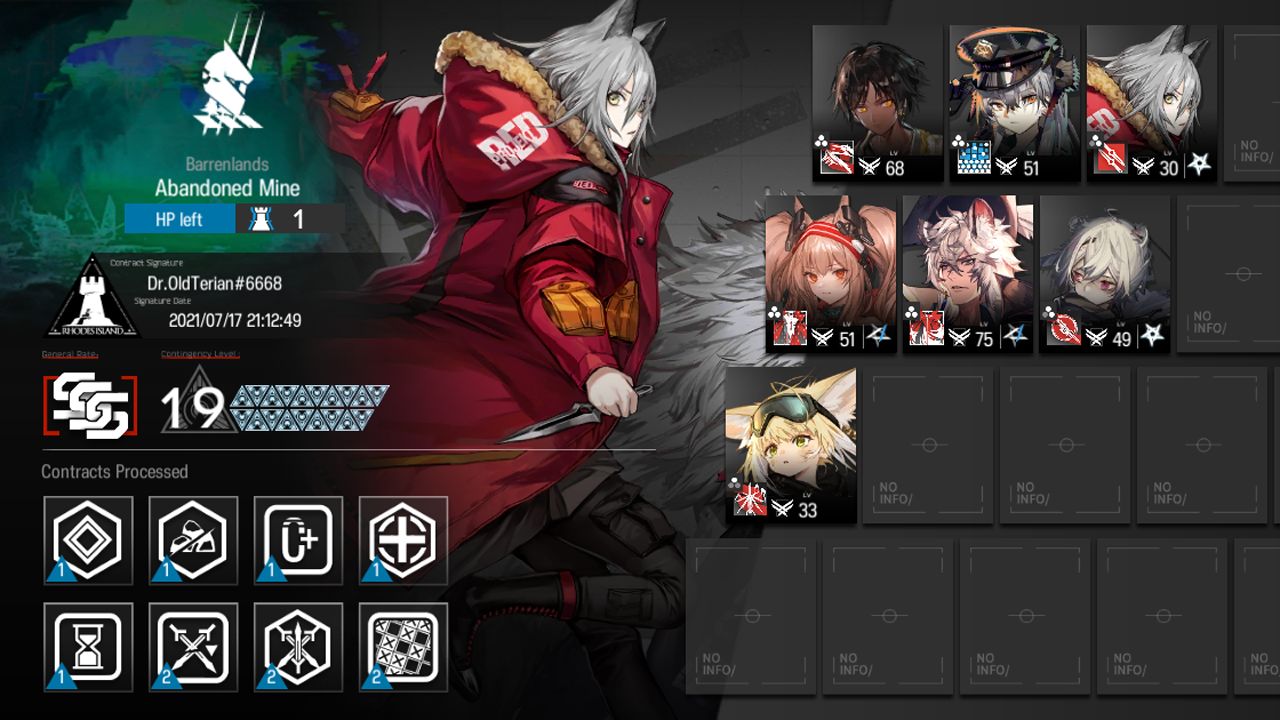 Barrenlands
Abandoned Mine
HP left 1
Contract Signature
Dr.OldTerian#6668
Signature Date
2021/07/17 21:12:49
RHODES ISLAND
General Rate:
Contingency Level:
SSS
19
Contracts Processed
1
1
1
1
1
2
2
2
PROJEKT
RED
LV
68
LV
51
LV
30
NO
INFO/
LV
51
LV
75
LV
49
NO
INFO/
LV
33
NO
INFO/
NO
INFO/
NO
INFO/
NO
INFO/
NO
INFO/
NO
INFO/
NO
INFO/
NO
INFO